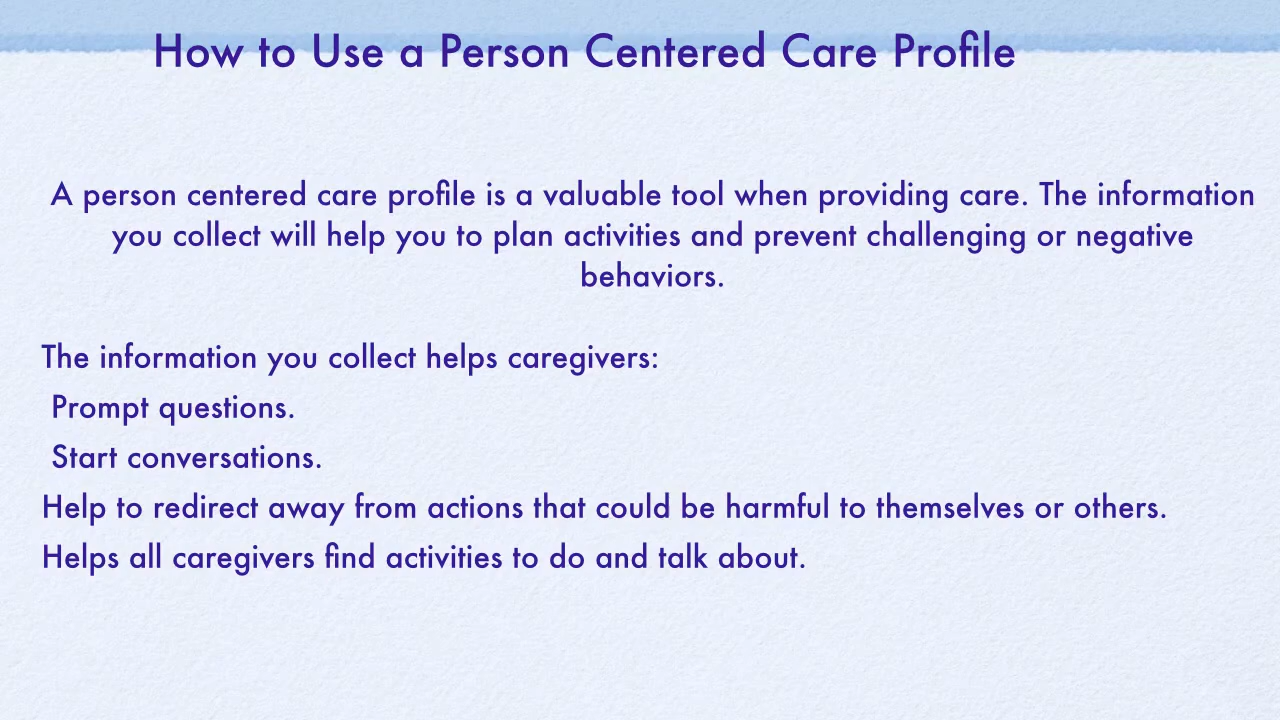 How to Use a Person Centered Care Profile
A person centered care profile is a valuable tool when providing care. The information
you collect will help you to plan activities and prevent challenging or negative
behaviors.
The information you collect helps caregivers:
Prompt questions.
Start conversations.
Help to redirect away from actions that could be harmful to themselves or others.
Helps all caregivers find activities to do and talk about.